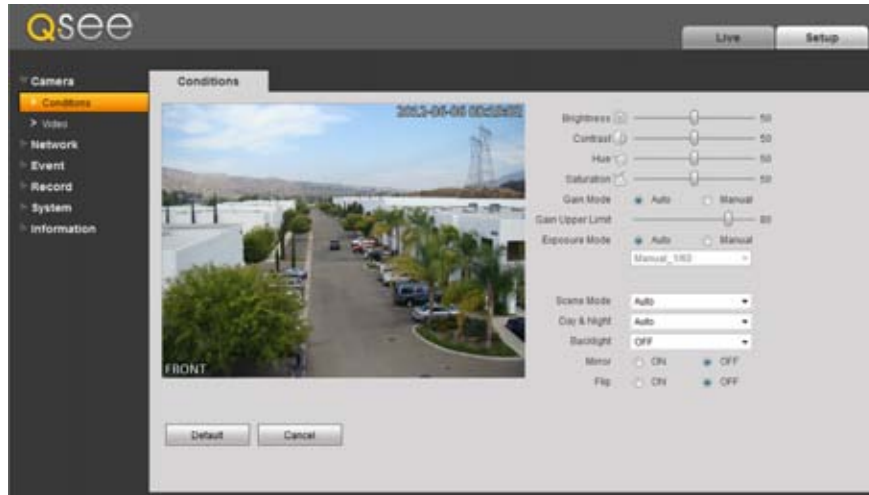 Qsee
Live Setup
Camera
Conditions
Video
Network
Event
Record
System
Information
Conditions
FRONT
Brightness 50
Contrast 50
Hue 50
Saturation 50
Gain Mode Auto Manual
Gain Upper Limit 80
Exposure Mode Auto Manual
Scene Mode Auto
Day & Night Auto
Backlight OFF
Mirror ON OFF
Flip ON OFF
Default Cancel